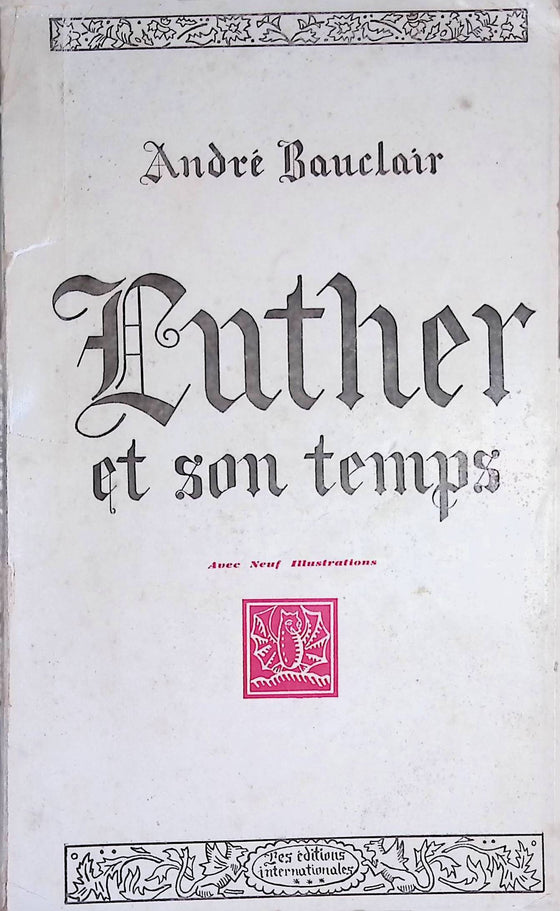 André Bauclair
Luther
et son temps
Avec Neuf Illustrations
Les éditions
internationales
* * *